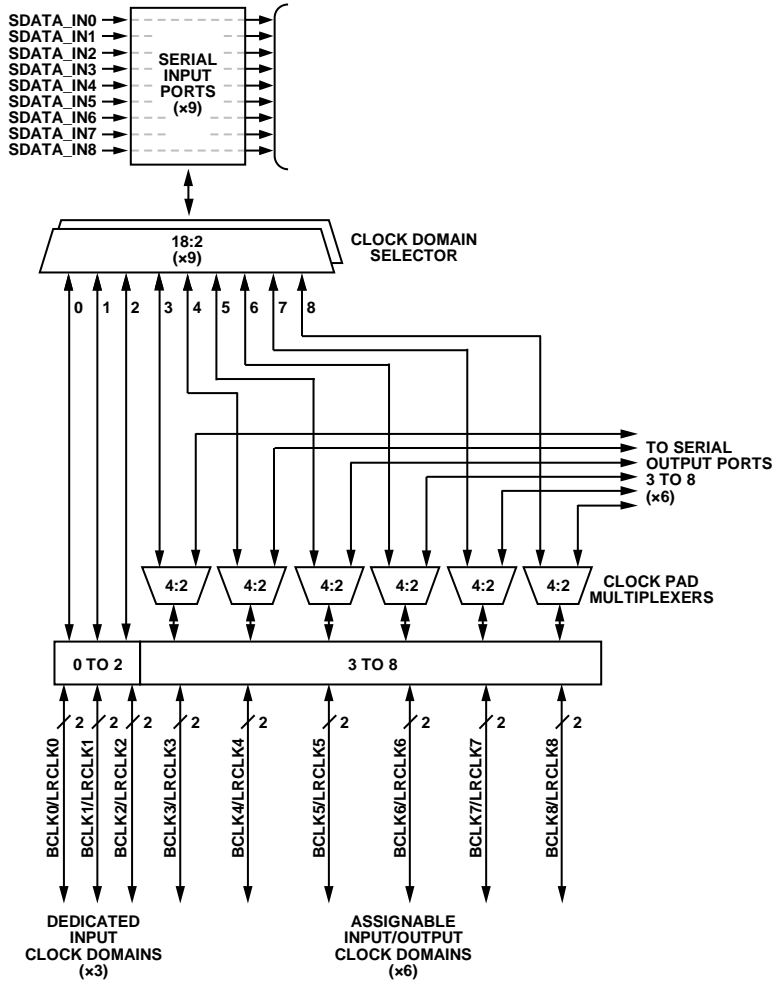 SDATA_IN0
SDATA_IN1
SDATA_IN2
SDATA_IN3
SDATA_IN4
SDATA_IN5
SDATA_IN6
SDATA_IN7
SDATA_IN8
SERIAL
INPUT
PORTS
(×9)
18:2
(×9)
CLOCK DOMAIN
SELECTOR
0 1 2 3 4 5 6 7 8
TO SERIAL
OUTPUT PORTS
3 TO 8
(×6)
4:2 4:2 4:2 4:2 4:2 4:2
CLOCK PAD
MULTIPLEXERS
0 TO 2 3 TO 8
2 2 2 2 2 2 2 2 2
BCLK0/LRCLK0
BCLK1/LRCLK1
BCLK2/LRCLK2
BCLK3/LRCLK3
BCLK4/LRCLK4
BCLK5/LRCLK5
BCLK6/LRCLK6
BCLK7/LRCLK7
BCLK8/LRCLK8
DEDICATED
INPUT
CLOCK DOMAINS
(×3)
ASSIGNABLE
INPUT/OUTPUT
CLOCK DOMAINS
(×6)